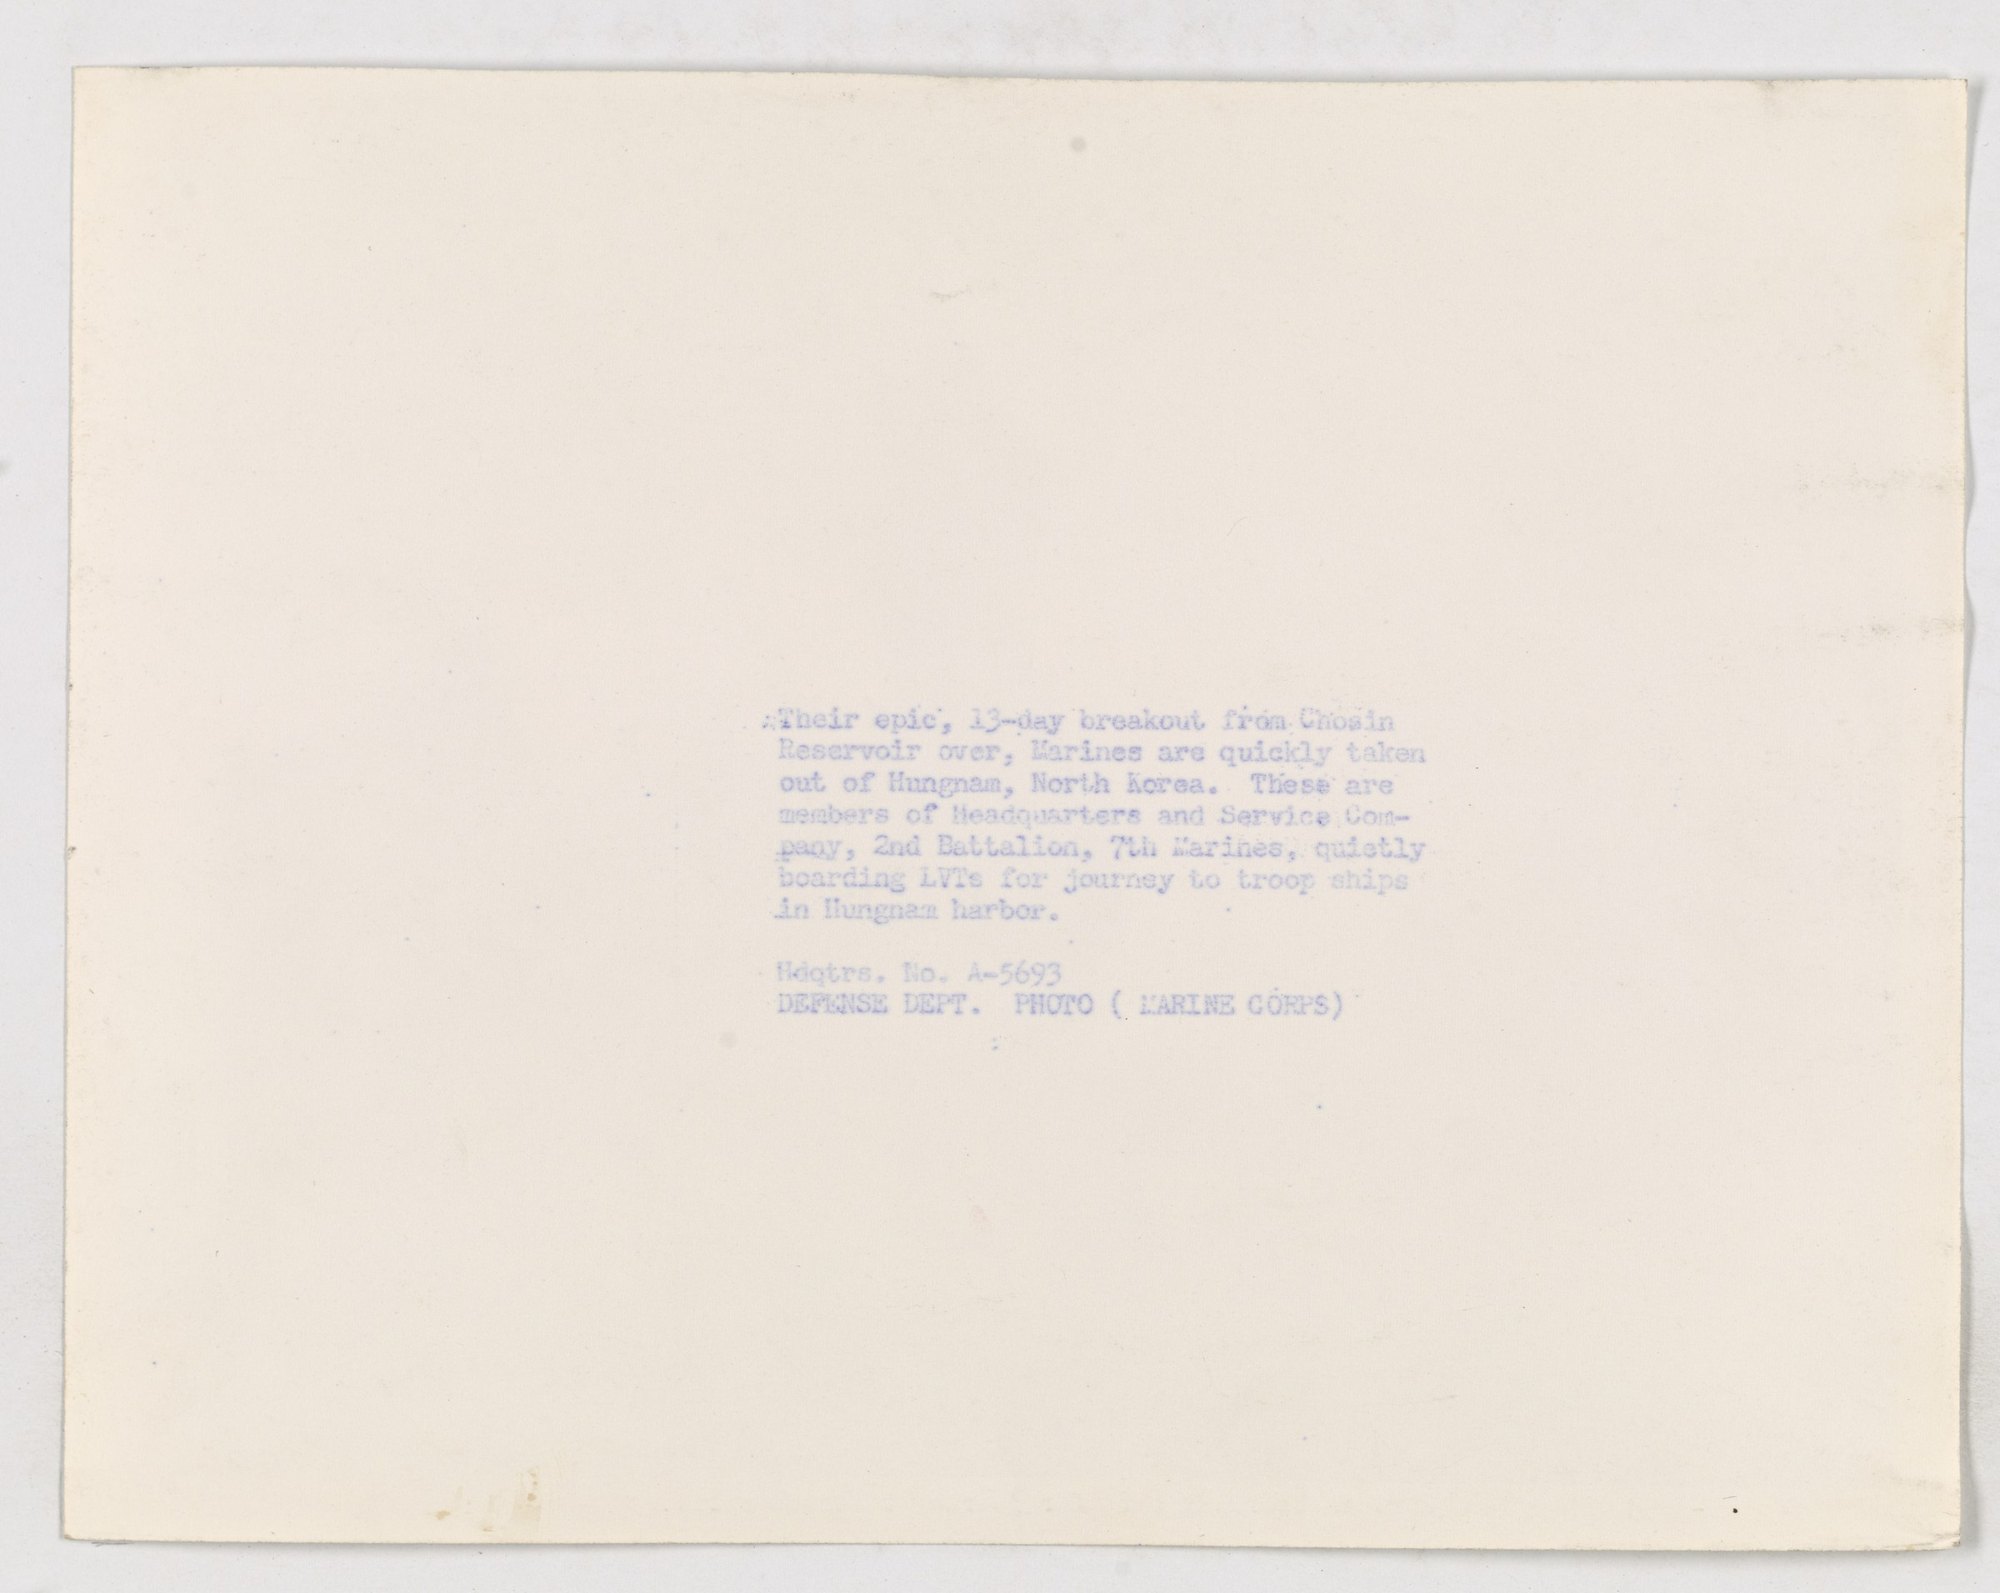 Their epic, 13-day breakout from Chosin
Reservoir over, Marines are quickly taken
out of Hungnam, North Korea.  These are
members of Headquarters and Service Com-
pany, 2nd Battalion, 7th Marines, quietly
boarding LVTs for journey to troop ships
in Hungnam harbor.
Hdqtrs. No. A-5693
DEFENSE DEPT.  PHOTO ( MARINE CORPS)